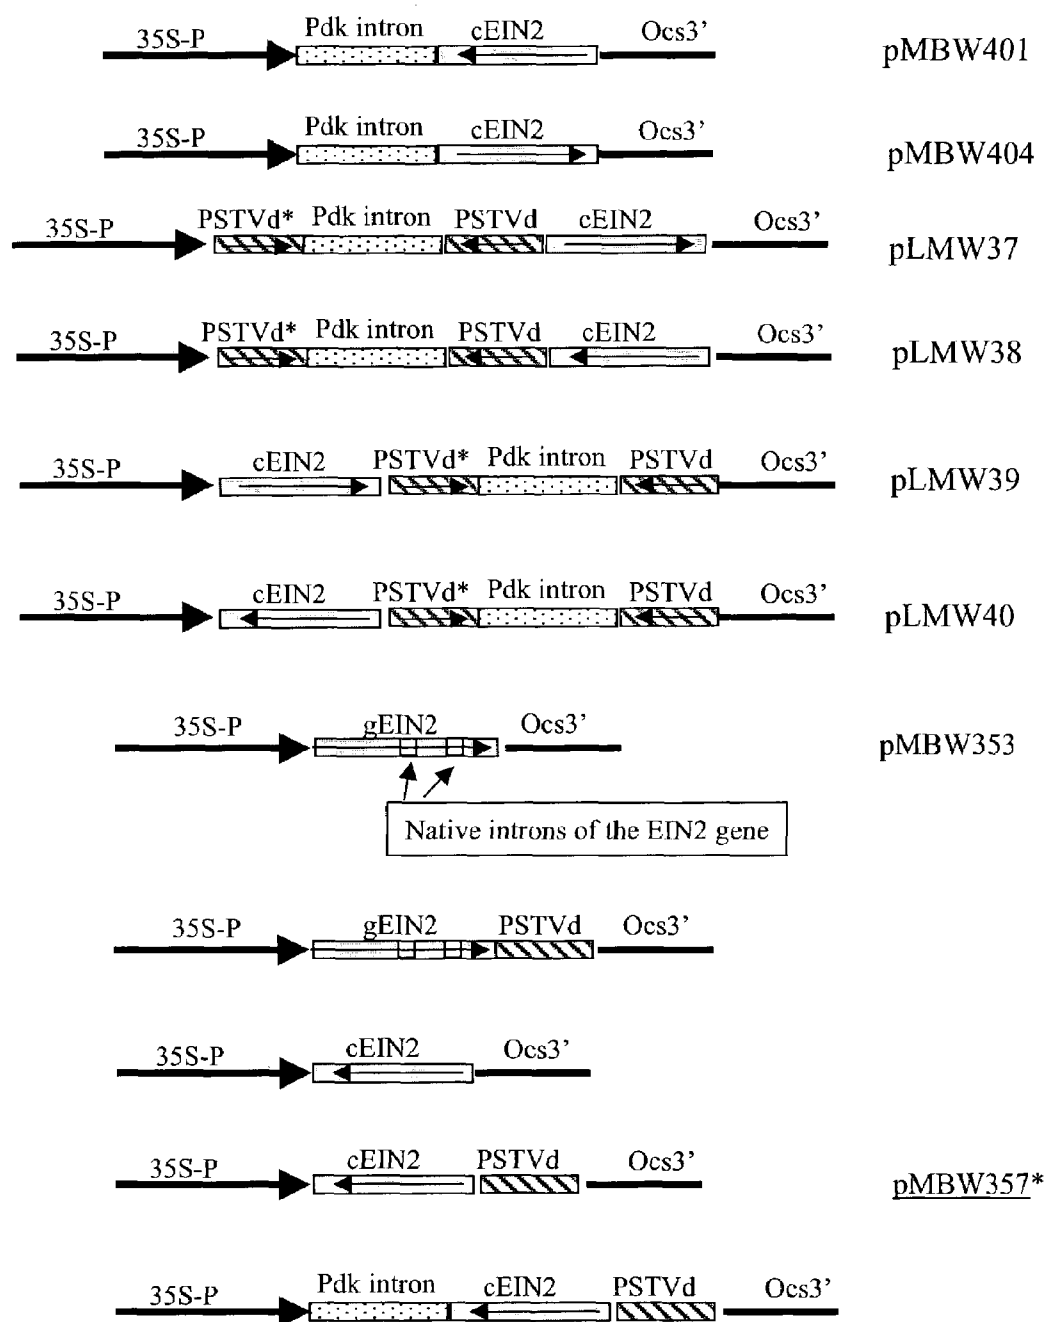 35S-P Pdk intron cEIN2 Ocs3’ pMBW401
35S-P Pdk intron cEIN2 Ocs3’ pMBW404
35S-P PSTVd* Pdk intron PSTVd cEIN2 Ocs3’ pLMW37
35S-P PSTVd* Pdk intron PSTVd cEIN2 Ocs3’ pLMW38
35S-P cEIN2 PSTVd* Pdk intron PSTVd Ocs3’ pLMW39
35S-P cEIN2 PSTVd* Pdk intron PSTVd Ocs3’ pLMW40
35S-P gEIN2 Ocs3’ pMBW353
Native introns of the EIN2 gene
35S-P gEIN2 PSTVd Ocs3’
35S-P cEIN2 Ocs3’
35S-P cEIN2 PSTVd Ocs3’ pMBW357*
35S-P Pdk intron cEIN2 PSTVd Ocs3’